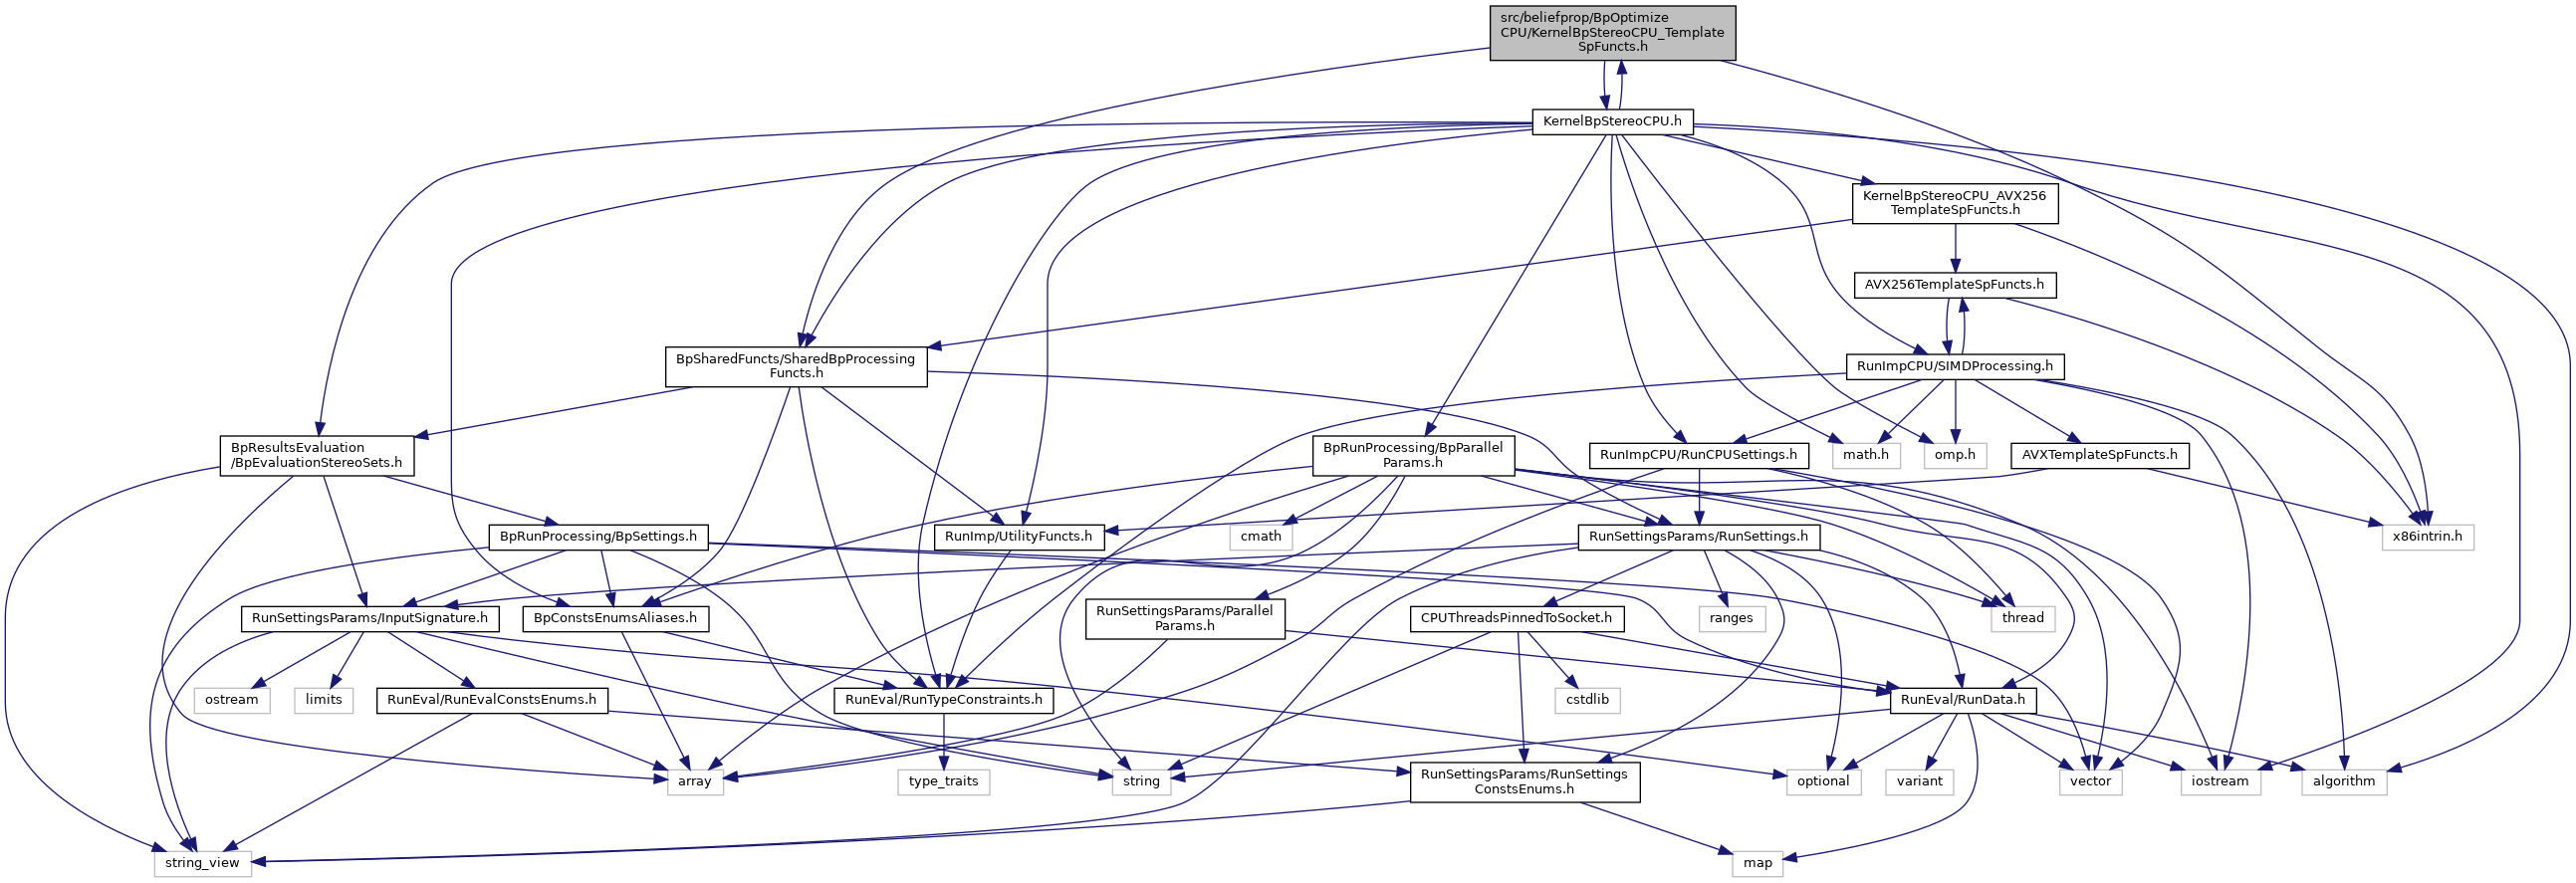 src/beliefprop/BpOptimize
CPU/KernelBpStereoCPU_Template
SpFuncts.h
KernelBpStereoCPU.h
KernelBpStereoCPU_AVX256
TemplateSpFuncts.h
AVX256TemplateSpFuncts.h
BpSharedFuncts/SharedBpProcessing
Functs.h
RunImpCPU/SIMDProcessing.h
BpResultsEvaluation
/BpEvaluationStereoSets.h
BpRunProcessing/BpParallel
Params.h
RunImpCPU/RunCPUSettings.h
math.h
omp.h
AVXTemplateSpFuncts.h
BpRunProcessing/BpSettings.h
RunImp/UtilityFuncts.h
cmath
RunSettingsParams/RunSettings.h
x86intrin.h
RunSettingsParams/InputSignature.h
BpConstsEnumsAliases.h
RunSettingsParams/Parallel
Params.h
CPUThreadsPinnedToSocket.h
ranges
thread
ostream
limits
RunEval/RunEvalConstsEnums.h
RunEval/RunTypeConstraints.h
cstdlib
RunEval/RunData.h
array
type_traits
string
RunSettingsParams/RunSettings
ConstsEnums.h
optional
variant
vector
iostream
algorithm
string_view
map